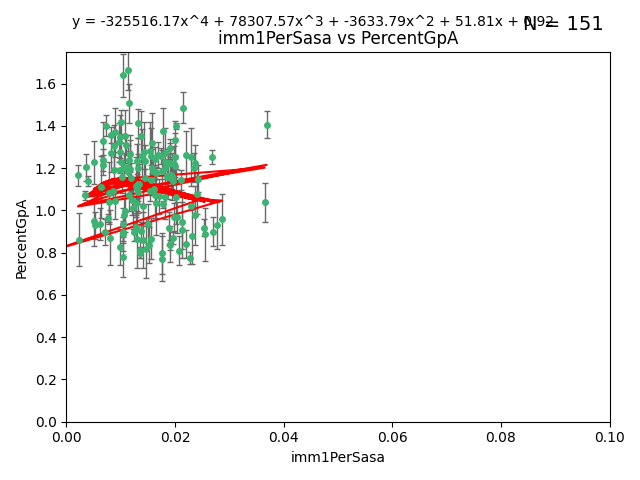 y = -325516.17x^4 + 78307.57x^3 + -3633.79x^2 + 51.81x + 0.92
N = 151
imm1PerSasa vs PercentGpA
1.6
1.4
1.2
1.0
0.8
0.6
0.4
0.2
0.0
PercentGpA
0.00 0.02 0.04 0.06 0.08 0.10
imm1PerSasa